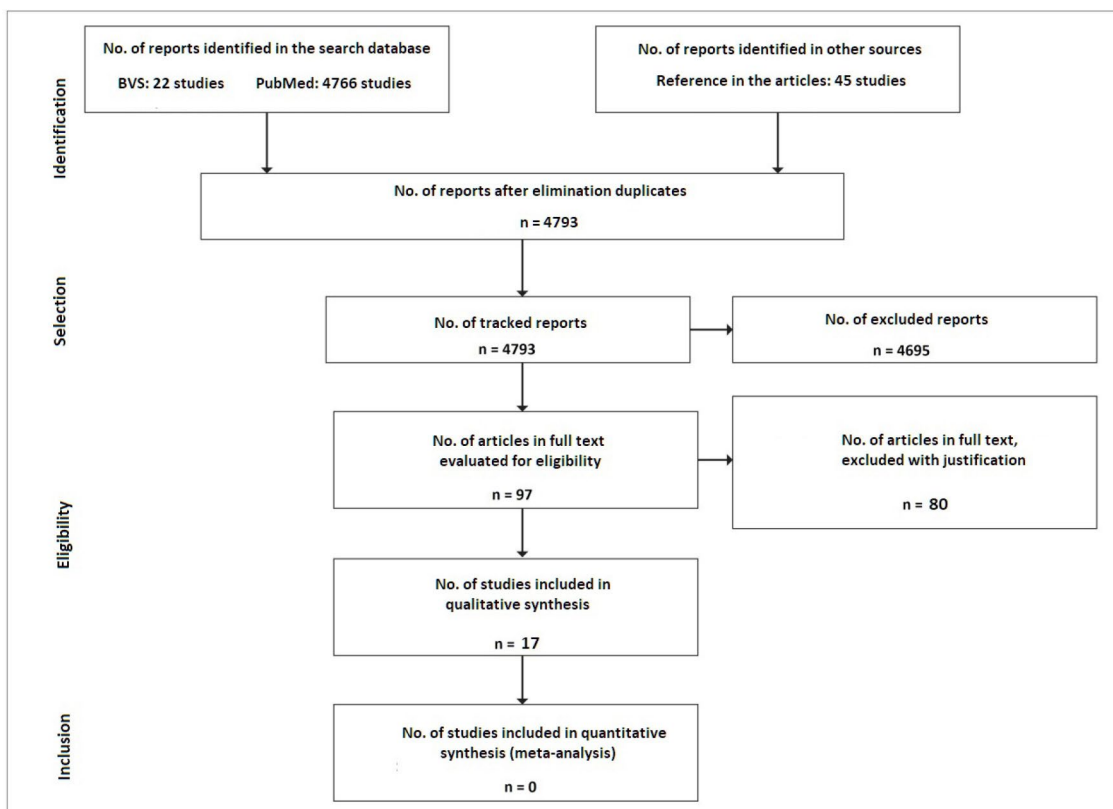 No. of reports identified in the search database
BVS: 22 studies PubMed: 4766 studies
No. of reports identified in other sources
Reference in the articles: 45 studies
Identification
No. of reports after elimination duplicates
n = 4793
Selection
No. of tracked reports
n = 4793
No. of excluded reports
n = 4695
Eligibility
No. of articles in full text
evaluated for eligibility
n = 97
No. of articles in full text,
excluded with justification
n = 80
No. of studies included in
qualitative synthesis
n = 17
Inclusion
No. of studies included in quantitative
synthesis (meta-analysis)
n = 0